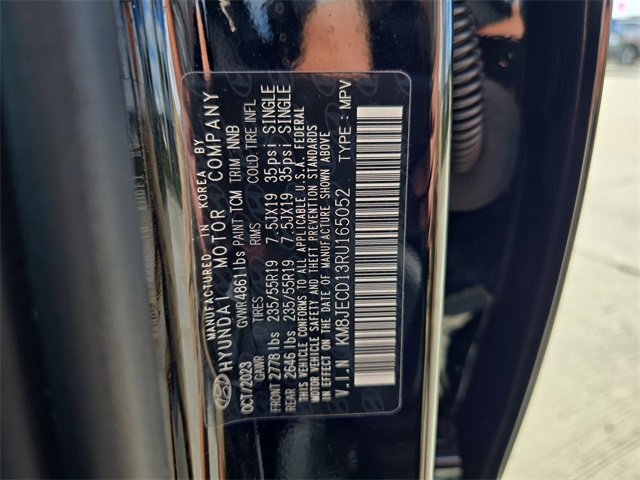 MANUFACTURED IN KOREA BY
HYUNDAI MOTOR COMPANY
OCT/2023 GVWR 4861 lbs PAINT TCM TRIM NNB
GAWR TIRES RIMS COLD TIRE INFL
FRONT 2778 lbs 235/55R19 7.5JX19 35psi SINGLE
REAR 2646 lbs 235/55R19 7.5JX19 35psi SINGLE
THIS VEHICLE CONFORMS TO ALL APPLICABLE U.S.A. FEDERAL
MOTOR VEHICLE SAFETY AND THEFT PREVENTION STANDARDS
IN EFFECT ON THE DATE OF MANUFACTURE SHOWN ABOVE
V.I.N KM8JECD13RU165052 TYPE : MPV